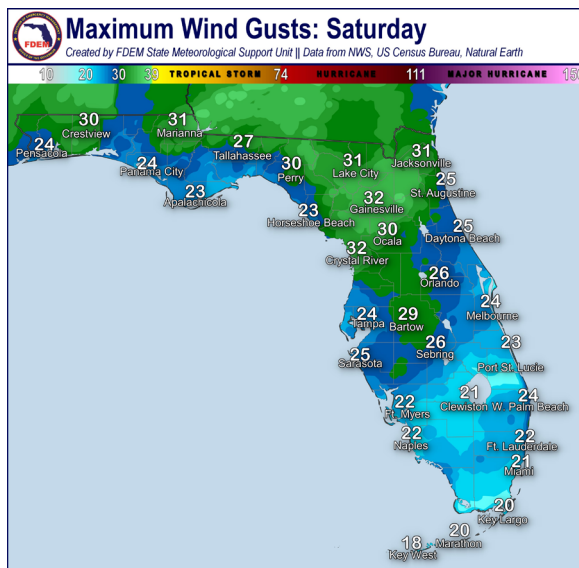 Maximum Wind Gusts: Saturday
FDEM
Created by FDEM State Meteorological Support Unit || Data from NWS, US Census Bureau, Natural Earth
10 20 30 39 TROPICAL STORM 74 HURRICANE 111 MAJOR HURRICANE 15
30
Crestview
31
Marianna
24
Pensacola
24
Panama City
27
Tallahassee
23
Apalachicola
30
Perry
31
Lake City
31
Jacksonville
25
St. Augustine
32
Gainesville
23
Horseshoe Beach
30
Ocala
25
Daytona Beach
32
Crystal River
26
Orlando
24
Melbourne
24
Tampa
29
Bartow
26
Sebring
23
Port St. Lucie
25
Sarasota
22
Ft. Myers
21
Clewiston
24
W. Palm Beach
22
Naples
22
Ft. Lauderdale
21
Miami
20
Key Largo
20
Marathon
18
Key West